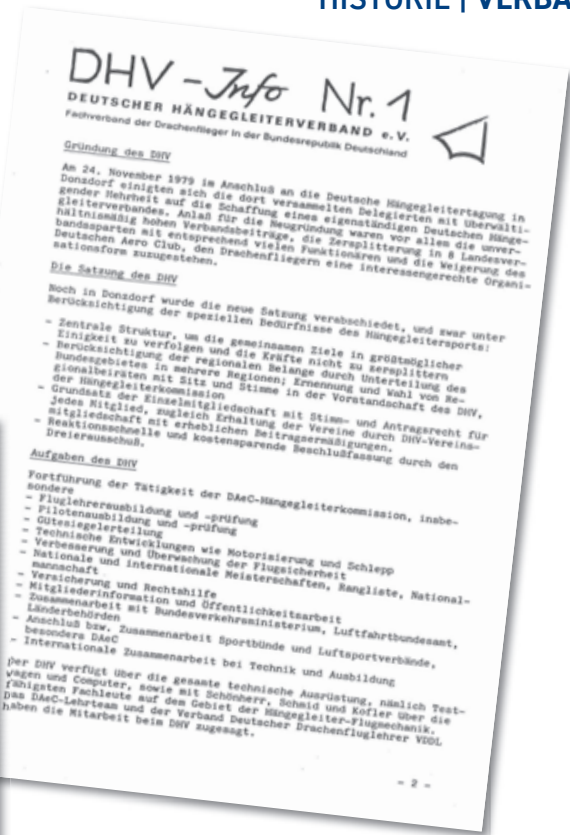 HISTORIE | VERBA
DHV - Info Nr. 1
DEUTSCHER HÄNGEGLEITERVERBAND e.V.
Fachverband der Drachenflieger in der Bundesrepublik Deutschland
Gründung des DHV
Am 24. November 1979 im Anschluß an die Deutsche Hängegleitertagung in
Donzdorf einigten sich die dort versammelten Delegierten mit überwälti-
gender Mehrheit auf die Schaffung eines eigenständigen Deutschen Hänge-
gleiterverbandes. Anlaß für die Neugründung waren vor allem die unver-
hältnismäßig hohen Verbandsbeiträge, die Zersplitterung in 8 Landesver-
bandssparten mit entsprechend vielen Funktionären und die Weigerung des
Deutschen Aero Club, den Drachenfliegern eine interessengerechte Organi-
sationsform zuzugestehen.
Die Satzung des DHV
Noch in Donzdorf wurde die neue Satzung verabschiedet, und zwar unter
Berücksichtigung der speziellen Bedürfnisse des Hängegleitersports:
- Zentrale Struktur, um die gemeinsamen Ziele in größtmöglicher
Einigkeit zu verfolgen und die Kräfte nicht zu zersplittern
- Berücksichtigung der regionalen Belange durch Unterteilung des
Bundesgebietes in mehrere Regionen; Ernennung und Wahl von Re-
gionalbeiräten mit Sitz und Stimme in der Vorstandschaft des DHV,
der Hängegleiterkommission
- Grundsatz der Einzelmitgliedschaft mit Stimm- und Antragsrecht für
jedes Mitglied, zugleich Erhaltung der Vereine durch DHV-Vereins-
mitgliedschaft mit erheblichen Beitragsermäßigungen.
- Reaktionsschnelle und kostensparende Beschlußfassung durch den
Dreierausschuß.
Aufgaben des DHV
Fortführung der Tätigkeit der DAeC-Hängegleiterkommission, insbe-
sondere
- Fluglehrerausbildung und -prüfung
- Pilotenausbildung und -prüfung
- Gütesiegelerteilung
- Technische Entwicklungen wie Motorisierung und Schlepp
- Verbesserung und Überwachung der Flugsicherheit
- Nationale und internationale Meisterschaften, Rangliste, National-
mannschaft
- Versicherung und Rechtshilfe
- Mitgliederinformation und Öffentlichkeitsarbeit
- Zusammenarbeit mit Bundesverkehrsministerium, Luftfahrtbundesamt,
Länderbehörden
- Anschluß bzw. Zusammenarbeit Sportbünde und Luftsportverbände,
besonders DAeC
- Internationale Zusammenarbeit bei Technik und Ausbildung
Der DHV verfügt über die gesamte technische Ausrüstung, nämlich Test-
wagen und Computer, sowie mit Schönherr, Schmid und Kofler über die
fähigsten Fachleute auf dem Gebiet der Hängegleiter-Flugmechanik.
Das DAeC-Lehrteam und der Verband Deutscher Drachenfluglehrer VDDL
haben die Mitarbeit beim DHV zugesagt.
- 2 -